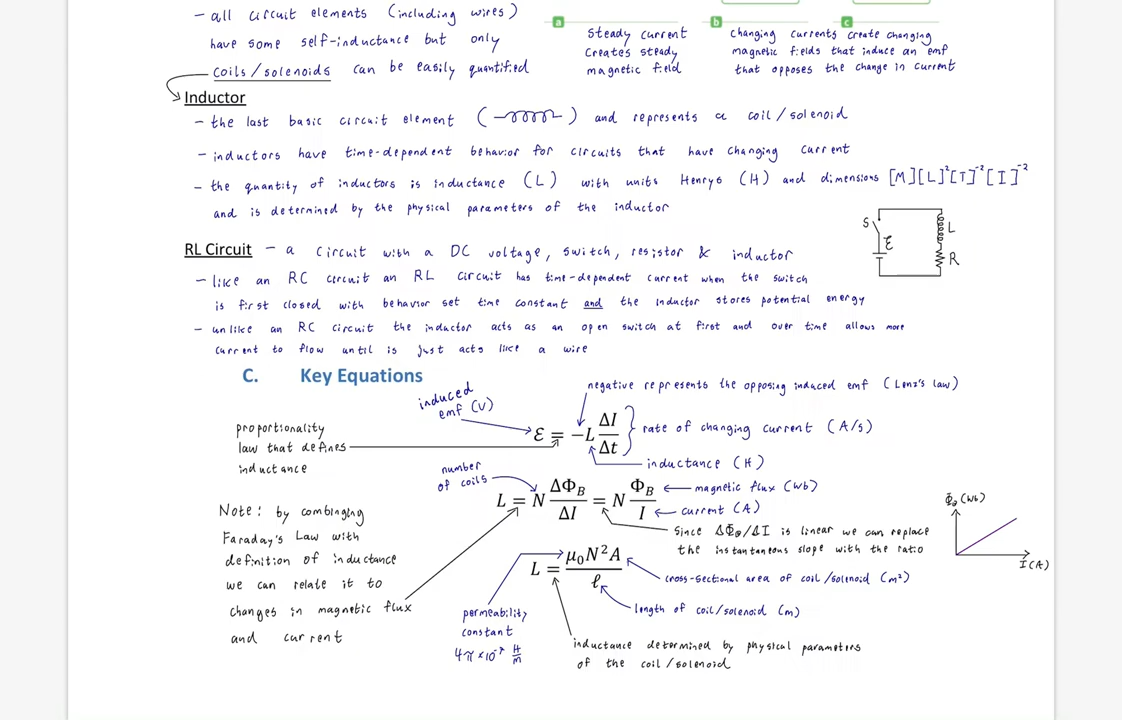 - all circuit elements (including wires)
have some self-inductance but only
coils/solenoids can be easily quantified
a
Steady current
creates steady
magnetic field
b
c
Changing currents create changing
magnetic fields that induce an emf
that opposes the change in current
Inductor
- the last basic circuit element ( ) and represents a coil/solenoid
- inductors have time-dependent behavior for circuits that have changing current
- the quantity of inductors is inductance (L) with units Henrys (H) and dimensions [M][L]²[T]⁻²[I]⁻²
and is determined by the physical parameters of the inductor
S
ℰ
L
R
RL Circuit - a circuit with a DC voltage, switch, resistor & inductor
- like an RC circuit an RL circuit has time-dependent current when the switch
is first closed with behavior set time constant and the inductor stores potential energy
- unlike an RC circuit the inductor acts as an open switch at first and over time allows more
current to flow until is just acts like a wire
C. Key Equations
negative represents the opposing induced emf (Lenz's law)
induced
emf (V)
proportionality
law that defines
inductance
ℰ ≡ −L ΔI/Δt
rate of changing current (A/s)
inductance (H)
number
of coils
L = N ΔΦ_B/ΔI = N Φ_B/I
magnetic flux (Wb)
current (A)
Since ΔΦ_B/ΔI is linear we can replace
the instantaneous slope with the ratio
Φ_B (Wb)
I (A)
Note: by combinging
Faraday's Law with
definition of inductance
we can relate it to
changes in magnetic flux
and current
L = μ₀N²A/ℓ
cross-sectional area of coil/solenoid (m²)
length of coil/solenoid (m)
permeability
constant
4π×10⁻⁷ H/m
inductance determined by physical parameters
of the coil/solenoid